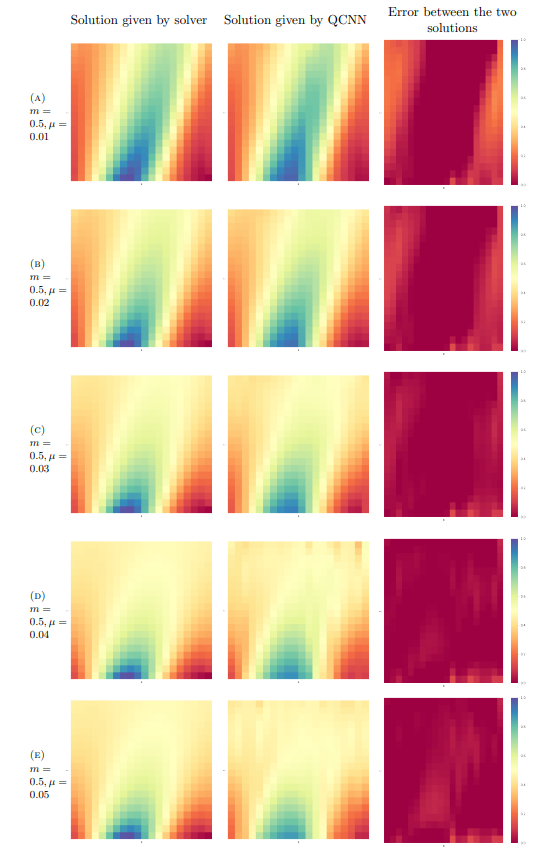 Solution given by solver
Solution given by QCNN
Error between the two
solutions
(A)
m =
0.5, μ =
0.01
(B)
m =
0.5, μ =
0.02
(C)
m =
0.5, μ =
0.03
(D)
m =
0.5, μ =
0.04
(E)
m =
0.5, μ =
0.05